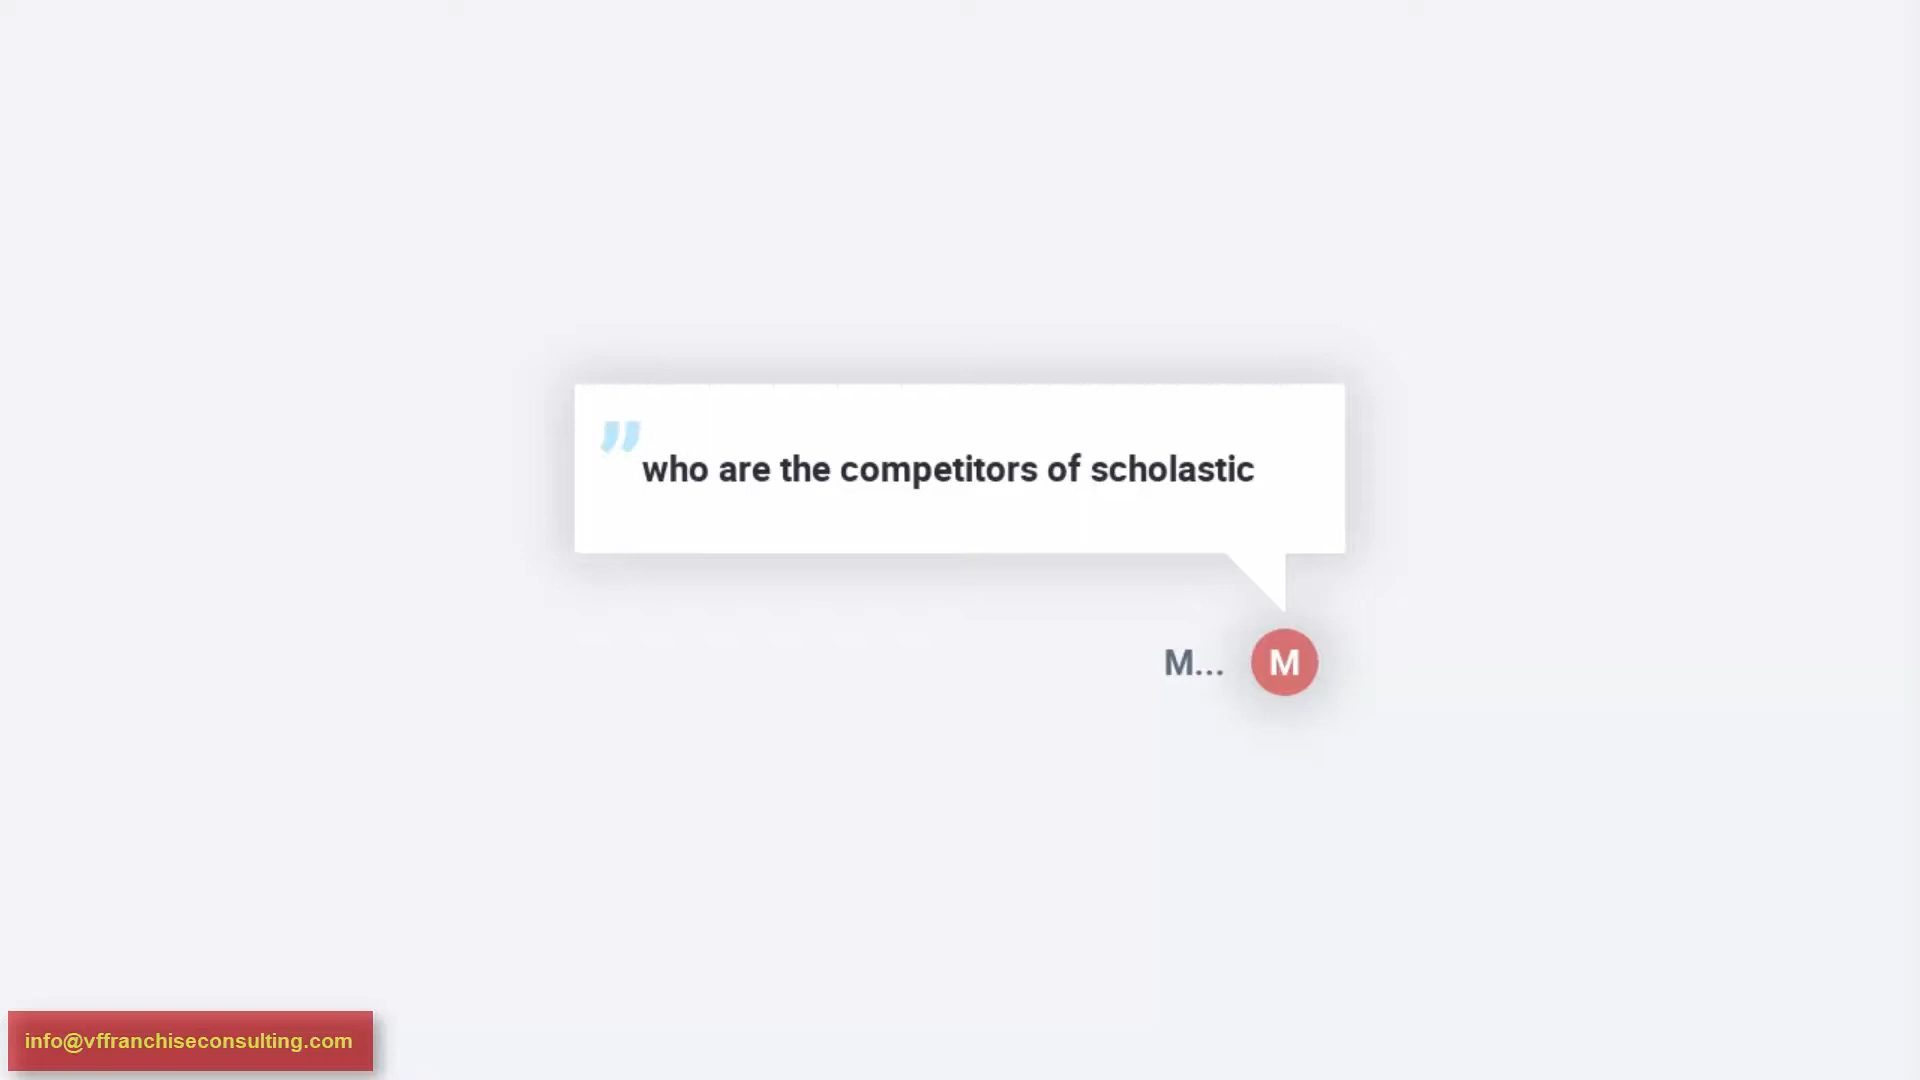 ”
who are the competitors of scholastic
M... M
info@vffranchiseconsulting.com